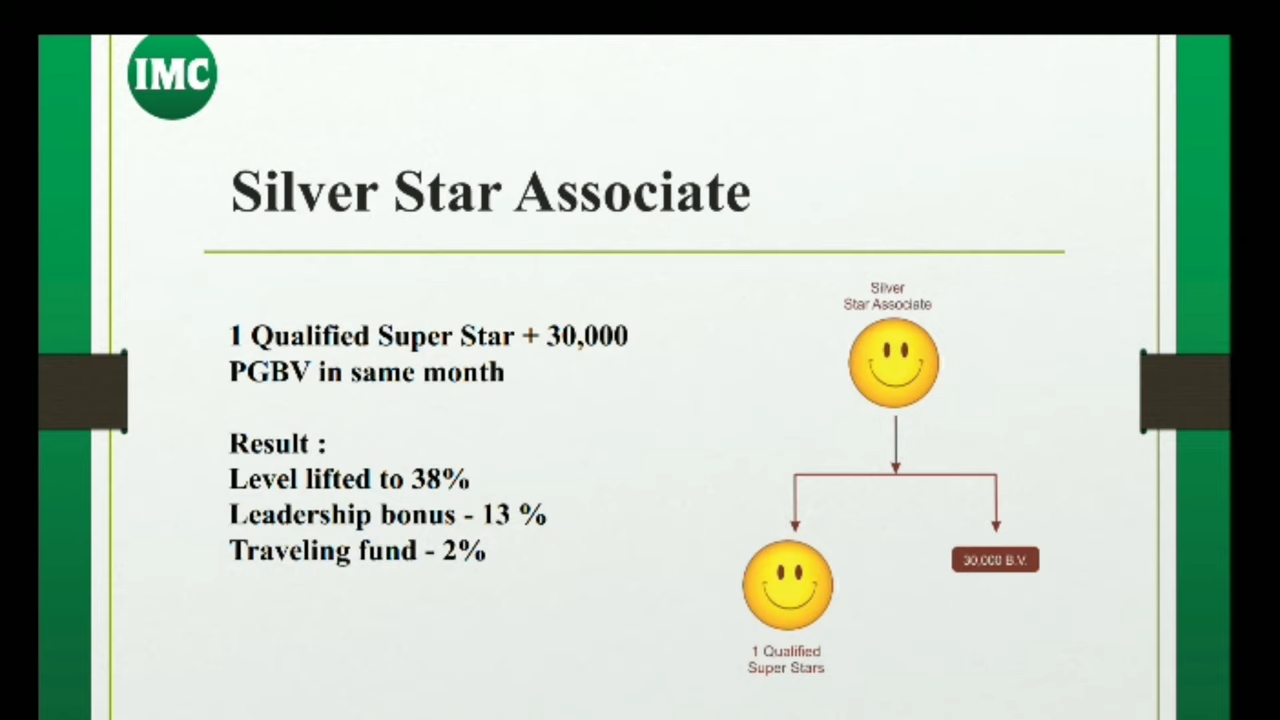 IMC
Silver Star Associate
1 Qualified Super Star + 30,000
PGBV in same month
Result :
Level lifted to 38%
Leadership bonus - 13 %
Traveling fund - 2%
Silver
Star Associate
30,000 B.V.
1 Qualified
Super Stars